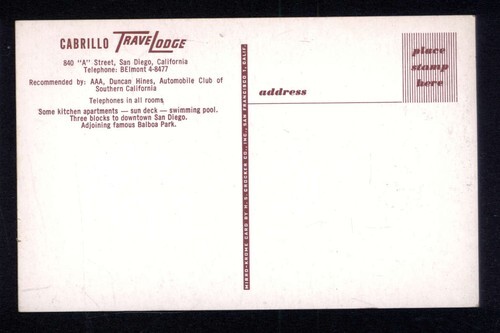 CABRILLO TRAVELODGE
840 "A" Street, San Diego, California
Telephone: BElmont 4-8477
Recommended by: AAA, Duncan Hines, Automobile Club of
Southern California
Telephones in all rooms
Some kitchen apartments — sun deck — swimming pool.
Three blocks to downtown San Diego.
Adjoining famous Balboa Park.
MIRRO-KROME CARD BY H. S. CROCKER CO., INC., SAN FRANCISCO 1, CALIF.
place
stamp
here
address